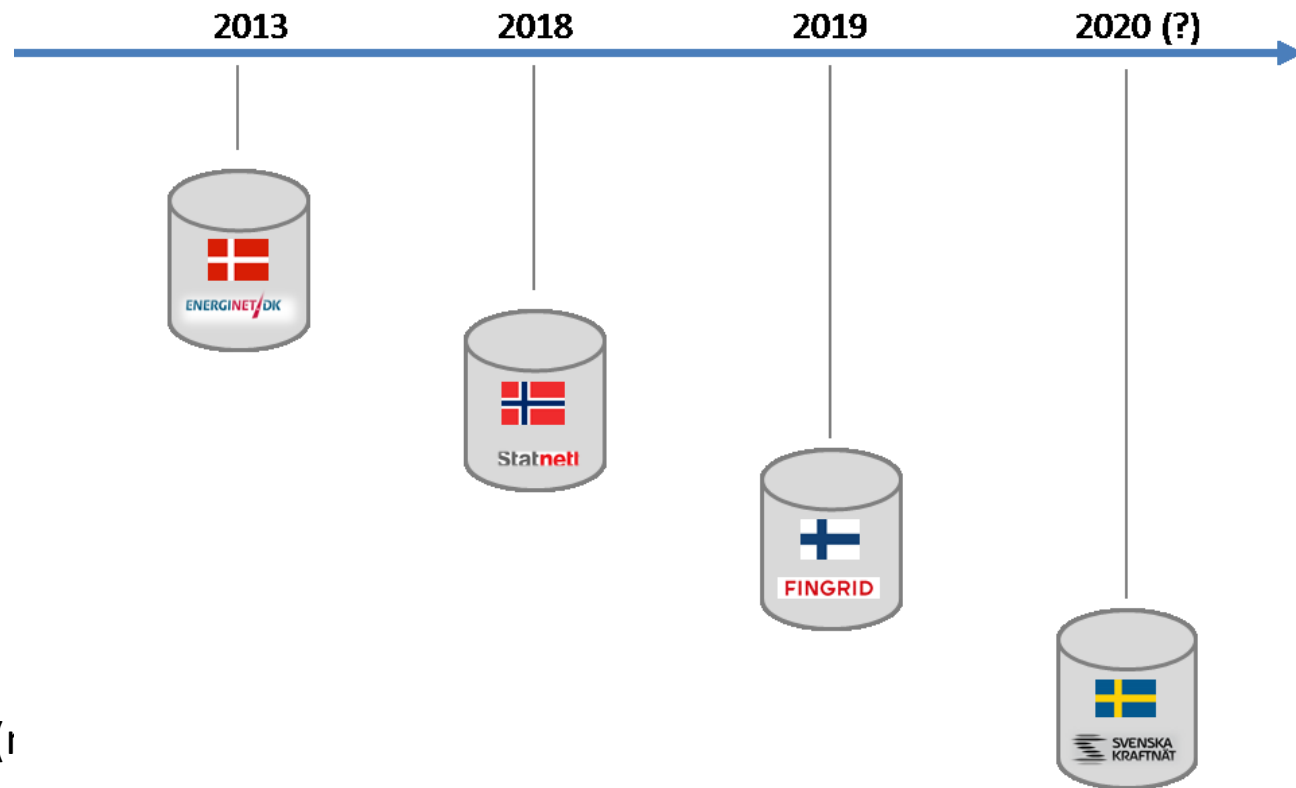 2013 2018 2019 2020 (?)
ENERGINET/DK
Statnett
FINGRID
SVENSKA
KRAFTNÄT